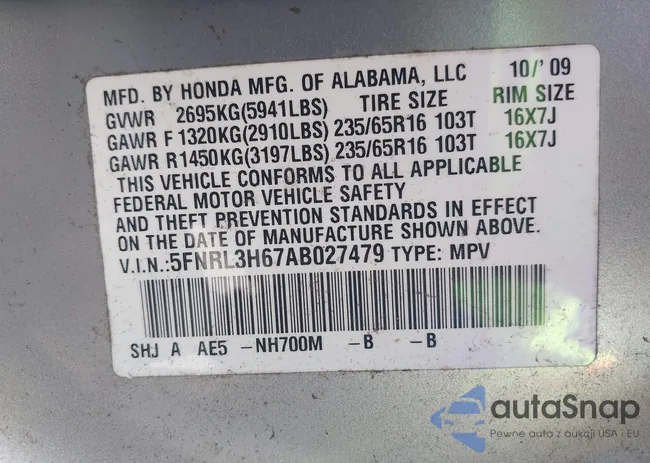 MFD. BY HONDA MFG. OF ALABAMA, LLC 10/' 09
GVWR 2695KG(5941LBS) TIRE SIZE RIM SIZE
GAWR F 1320KG(2910LBS) 235/65R16 103T 16X7J
GAWR R1450KG(3197LBS) 235/65R16 103T 16X7J
THIS VEHICLE CONFORMS TO ALL APPLICABLE
FEDERAL MOTOR VEHICLE SAFETY
AND THEFT PREVENTION STANDARDS IN EFFECT
ON THE DATE OF MANUFACTURE SHOWN ABOVE.
V.I.N.:5FNRL3H67AB027479 TYPE: MPV
SHJ A AE5 -NH700M -B -B
autaSnap
Pewne auta z aukcji USA i EU